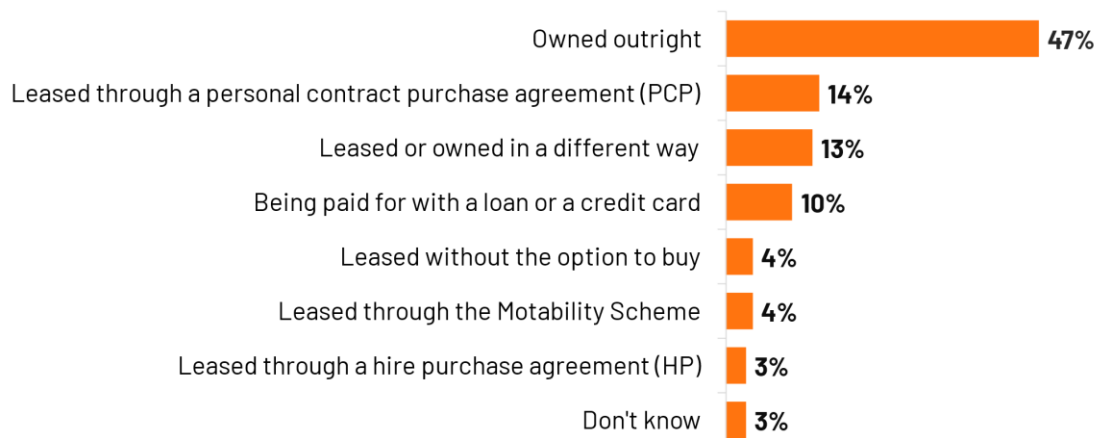 Owned outright 47%
Leased through a personal contract purchase agreement (PCP) 14%
Leased or owned in a different way 13%
Being paid for with a loan or a credit card 10%
Leased without the option to buy 4%
Leased through the Motability Scheme 4%
Leased through a hire purchase agreement (HP) 3%
Don't know 3%